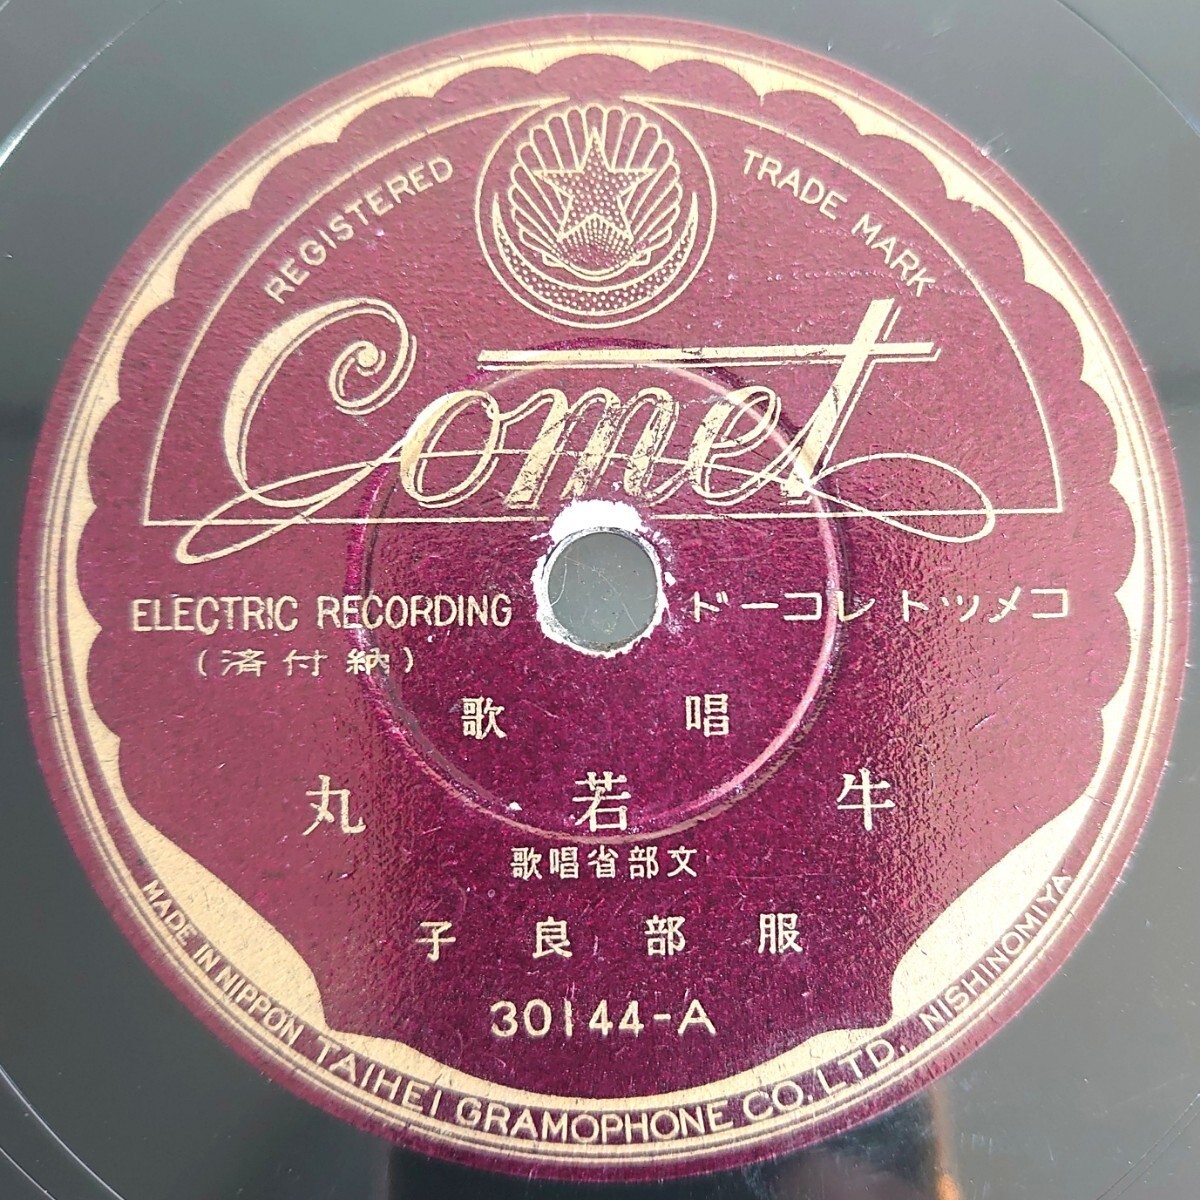 REGISTERED TRADE MARK
Comet
ELECTRIC RECORDING
コメット レコード
(済付納)
唱歌
牛若丸
文部省唱歌
服部良子
30144-A
MADE IN NIPPON TAIHEI GRAMOPHONE CO. LTD. NISHINOMIYA